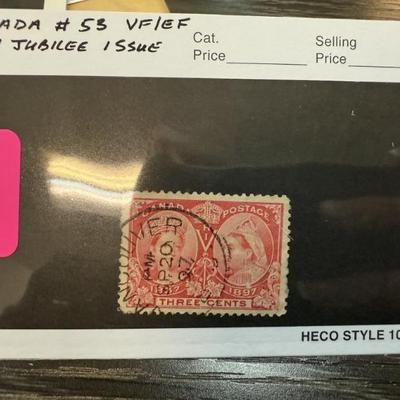 ADA # 53 VF/EF
JUBILEE ISSUE
Cat.
Price
Selling
Price
CANADA POSTAGE
AM
SP 20
97
1837 1897
THREE CENTS
HECO STYLE 10